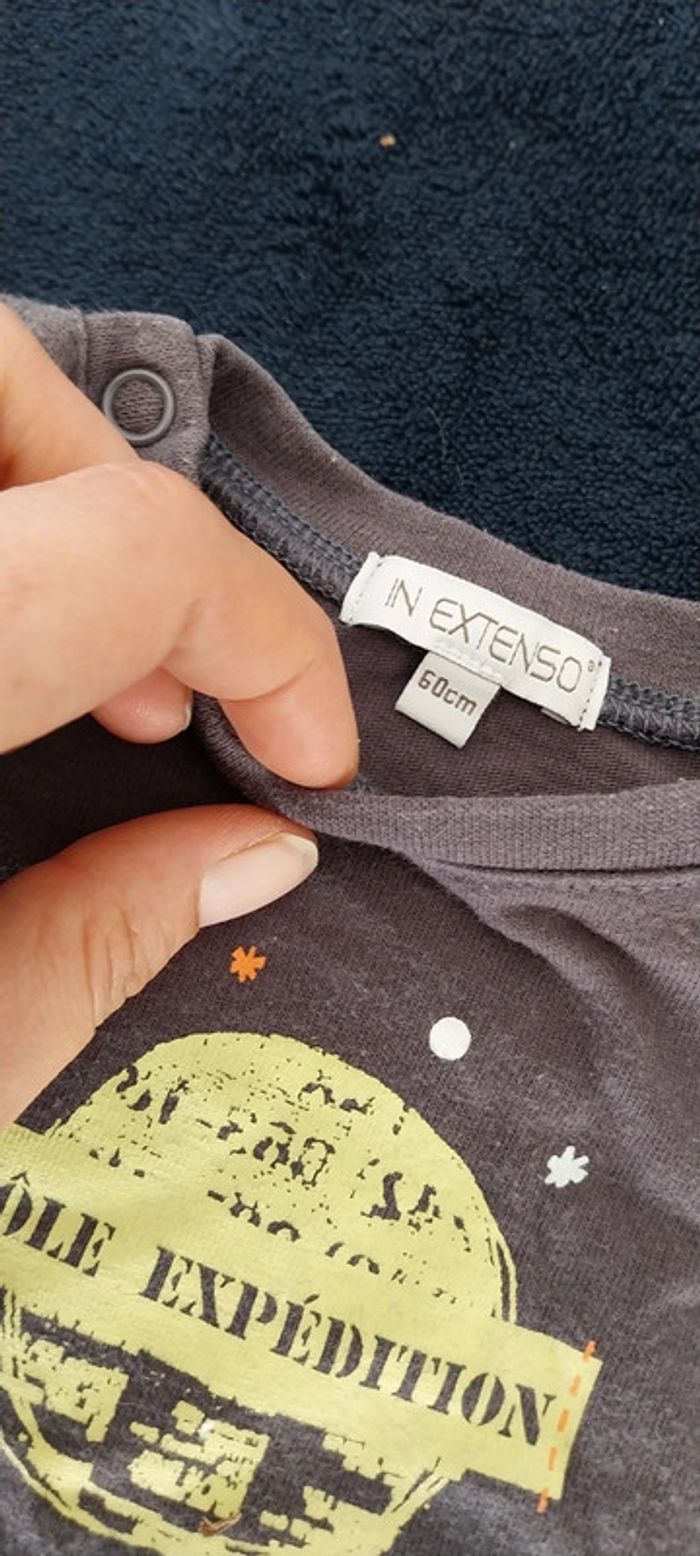 IN EXTENSO®
60cm
ÔLE EXPÉDITION